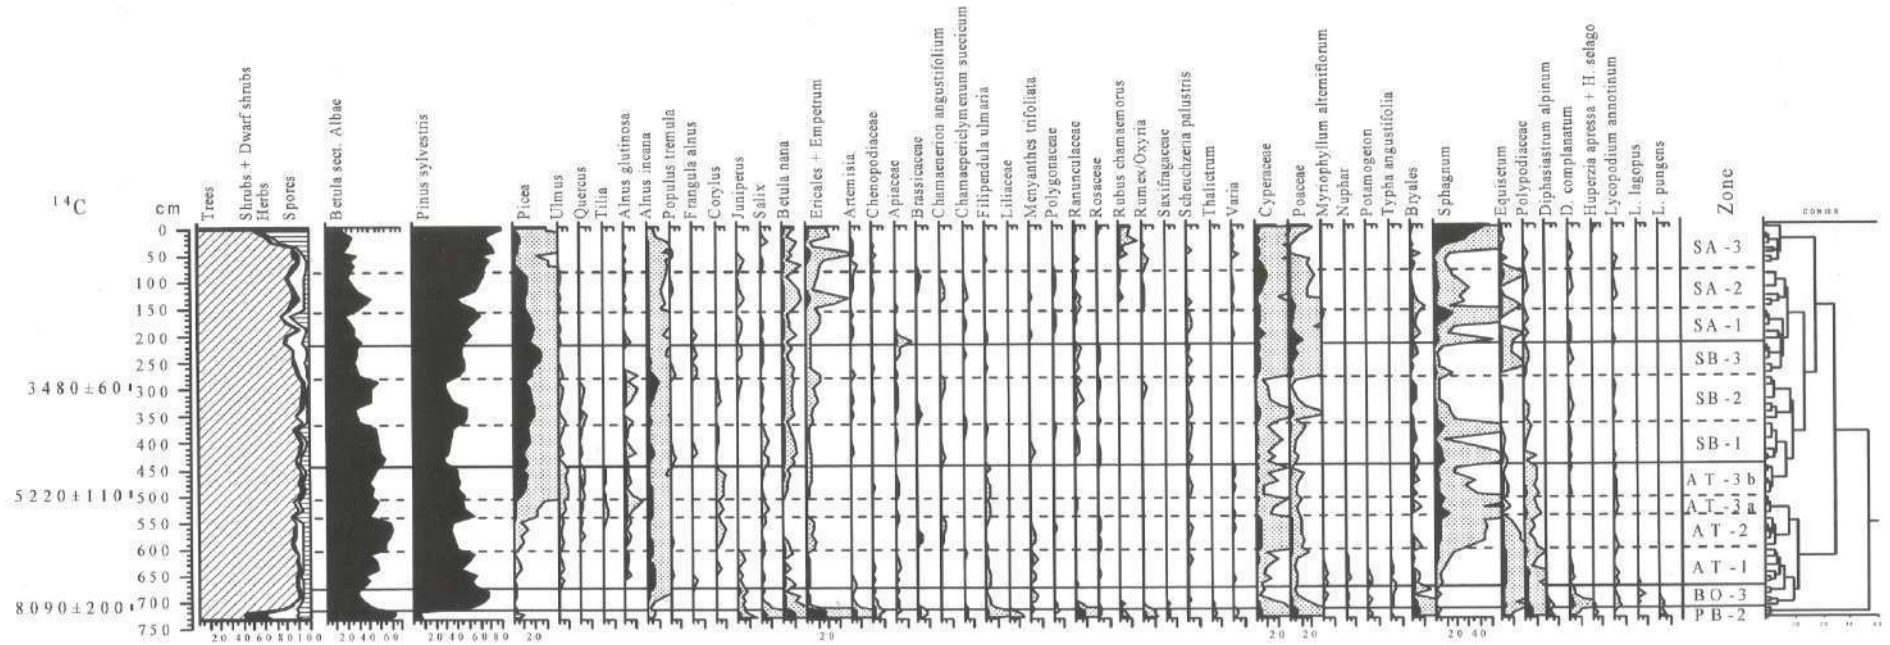 14C
cm
Trees
Shrubs + Dwarf shrubs
Herbs
Spores
Betula sect. Albae
Pinus sylvestris
Picea
Ulmus
Quercus
Tilia
Alnus glutinosa
Alnus incana
Populus tremula
Frangula alnus
Corylus
Juniperus
Salix
Betula nana
Ericales + Empetrum
Artemisia
Chenopodiaceae
Apiaceae
Brassicaceae
Chamaenerion angustifolium
Chamaepericlymenum suecicum
Filipendula ulmaria
Liliaceae
Menyanthes trifoliata
Polygonaceae
Ranunculaceae
Rosaceae
Rubus chamaemorus
Rumex/Oxyria
Saxifragaceae
Scheuchzeria palustris
Thalictrum
Varia
Cyperaceae
Poaceae
Myriophyllum alterniflorum
Nuphar
Potamogeton
Typha angustifolia
Bryales
Sphagnum
Equisetum
Polypodiaceae
Diphasiastrum alpinum
D. complanatum
Huperzia apressa + H. selago
Lycopodium annotinum
L. lagopus
L. pungens
Zone
CONISS
0
50
100
150
200
250
300
350
400
450
500
550
600
650
700
750
3480±60
5220±110
8090±200
SA-3
SA-2
SA-1
SB-3
SB-2
SB-1
AT-3b
AT-3a
AT-2
AT-1
BO-3
PB-2
20 40 60 80 100
20 40 60
20 40 60 80
20
20
20 20
20 40